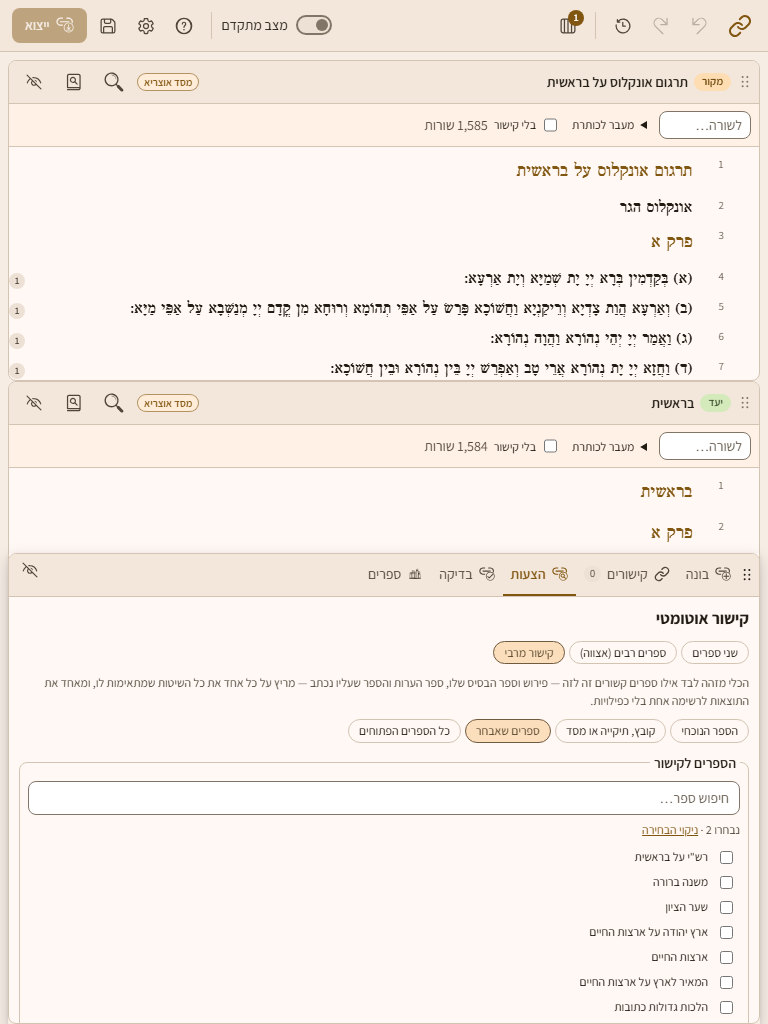 1
מצב מתקדם
ייצוא
מקור תרגום אונקלוס על בראשית מסד אוצריא
לשורה... מעבר לכותרת בלי קישור 1,585 שורות
1 תרגום אונקלוס על בראשית
2 אונקלוס הגר
3 פרק א
4 (א) בְּקַדְמִין בְּרָא יְיָ יָת שְׁמַיָּא וְיָת אַרְעָא: 1
5 (ב) וְאַרְעָא הֲוַת צָדְיָא וְרֵיקַנְיָא וַחֲשׁוֹכָא פָּרֵשׂ עַל אַפֵּי תְהוֹמָא וְרוּחָא מִן קֳדָם יְיָ מְנַשְּׁבָא עַל אַפֵּי מַיָּא: 1
6 (ג) וַאֲמַר יְיָ יְהֵי נְהוֹרָא וַהֲוָה נְהוֹרָא: 1
7 (ד) וַחֲזָא יְיָ יָת נְהוֹרָא אֲרֵי טָב וְאַפְרֵשׁ יְיָ בֵּין נְהוֹרָא וּבֵין חֲשׁוֹכָא: 1
יעד בראשית מסד אוצריא
לשורה... מעבר לכותרת בלי קישור 1,584 שורות
1 בראשית
2 פרק א
בונה קישורים 0 הצעות בדיקה ספרים
קישור אוטומטי
שני ספרים ספרים רבים (אצווה) קישור מרבי
הכלי מזהה לבד אילו ספרים קשורים זה לזה — פירוש וספר הבסיס שלו, ספר הערות והספר שעליו נכתב — מריץ על כל אחד את כל השיטות שמתאימות לו, ומאחד את
התוצאות לרשימה אחת בלי כפילויות.
הספר הנוכחי קובץ, תיקייה או מסד ספרים שאבחר כל הספרים הפתוחים
הספרים לקישור
חיפוש ספר...
נבחרו 2 · ניקוי הבחירה
רש"י על בראשית
משנה ברורה
שער הציון
ארץ יהודה על ארצות החיים
ארצות החיים
המאיר לארץ על ארצות החיים
הלכות גדולות כתובות